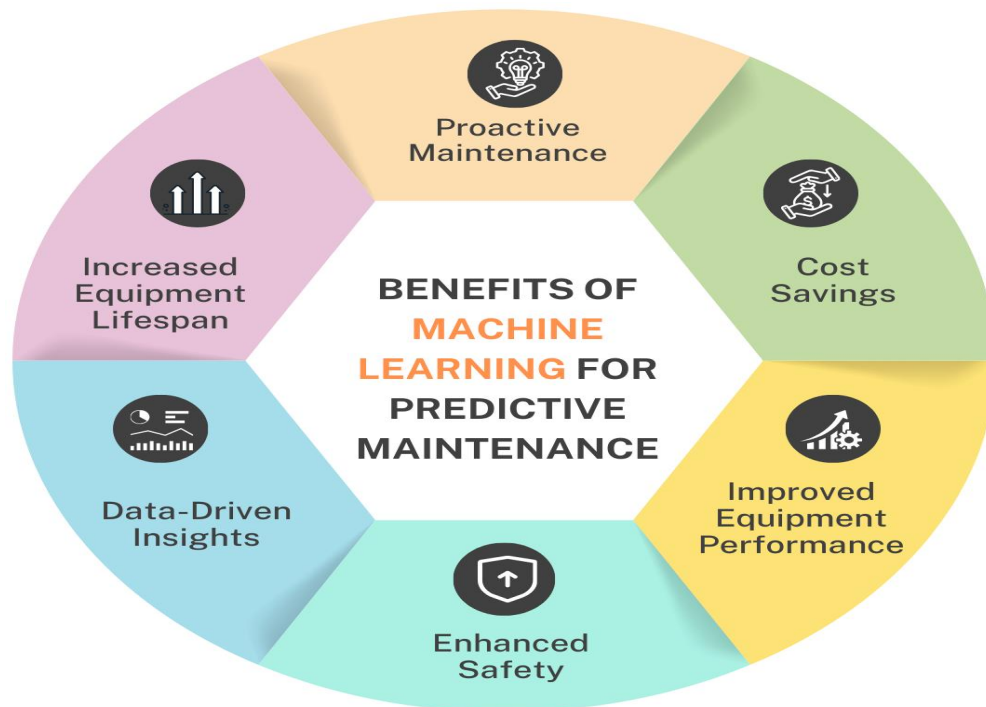 Proactive
Maintenance
Cost
Savings
Improved
Equipment
Performance
Enhanced
Safety
Data-Driven
Insights
Increased
Equipment
Lifespan
BENEFITS OF
MACHINE
LEARNING FOR
PREDICTIVE
MAINTENANCE